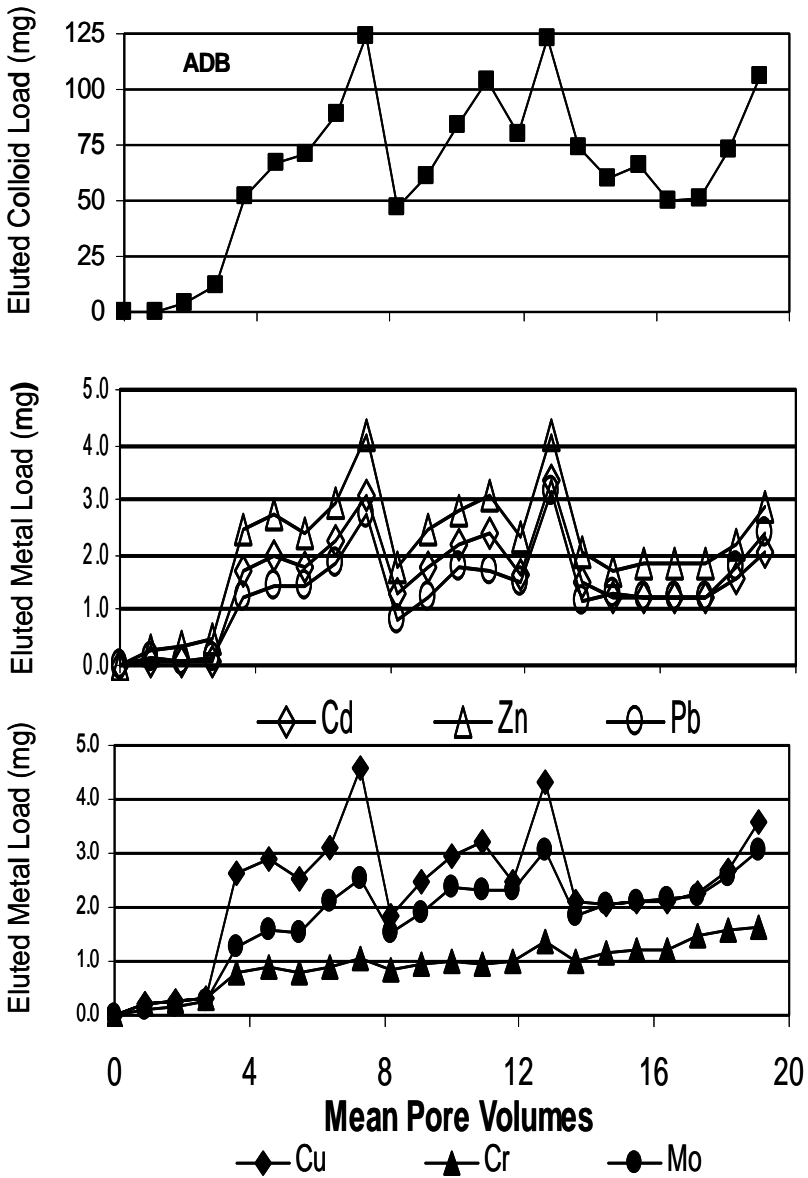 Eluted Colloid Load (mg)
125
100
75
50
25
0
ADB
Eluted Metal Load (mg)
5.0
4.0
3.0
2.0
1.0
0.0
Cd Zn Pb
Eluted Metal Load (mg)
5.0
4.0
3.0
2.0
1.0
0.0
0 4 8 12 16 20
Mean Pore Volumes
Cu Cr Mo